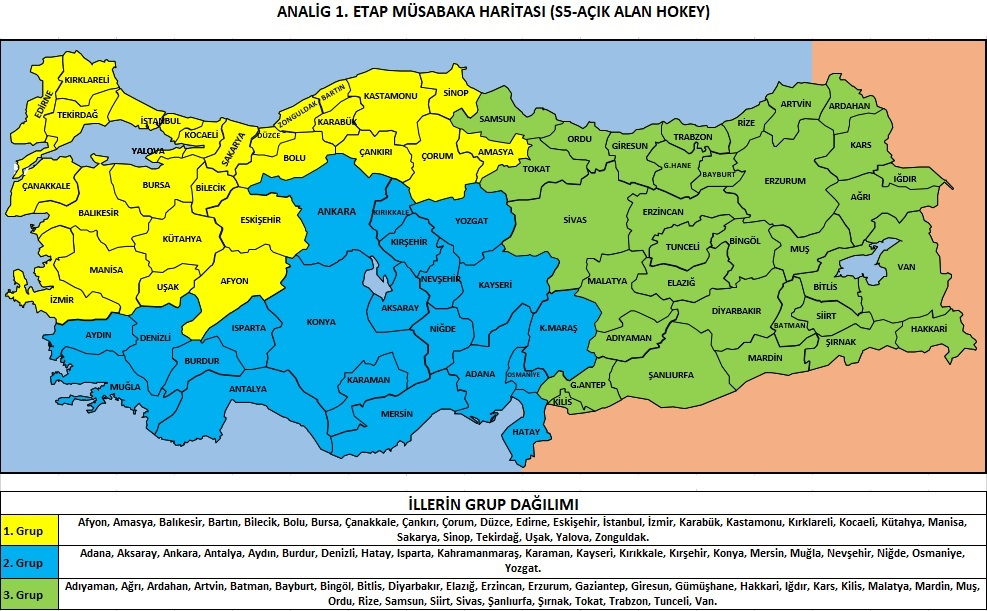 ANALİG 1. ETAP MÜSABAKA HARİTASI (S5-AÇIK ALAN HOKEY)
KIRKLARELİ
EDİRNE
TEKİRDAĞ
İSTANBUL
KOCAELİ
YALOVA
SAKARYA
DÜZCE
ZONGULDAK
BARTIN
KARABÜK
KASTAMONU
SİNOP
BOLU
ÇANKIRI
ÇORUM
AMASYA
SAMSUN
ORDU
GİRESUN
TRABZON
RİZE
ARTVİN
ARDAHAN
KARS
IĞDIR
TOKAT
G.HANE
BAYBURT
ERZURUM
AĞRI
ÇANAKKALE
BALIKESİR
BURSA
BİLECİK
ESKİŞEHİR
KÜTAHYA
ANKARA
KIRIKKALE
YOZGAT
KIRŞEHİR
SİVAS
ERZİNCAN
TUNCELİ
BİNGÖL
MUŞ
VAN
MANİSA
UŞAK
AFYON
İZMİR
NEVŞEHİR
KAYSERİ
MALATYA
ELAZIĞ
BİTLİS
AYDIN
DENİZLİ
ISPARTA
KONYA
AKSARAY
NİĞDE
K.MARAŞ
ADIYAMAN
DİYARBAKIR
BATMAN
SİİRT
ŞIRNAK
HAKKARİ
BURDUR
MUĞLA
ANTALYA
KARAMAN
MERSİN
ADANA
OSMANİYE
G.ANTEP
KİLİS
ŞANLIURFA
MARDİN
HATAY
İLLERİN GRUP DAĞILIMI
1. Grup
Afyon, Amasya, Balıkesir, Bartın, Bilecik, Bolu, Bursa, Çanakkale, Çankırı, Çorum, Düzce, Edirne, Eskişehir, İstanbul, İzmir, Karabük, Kastamonu, Kırklareli, Kocaeli, Kütahya, Manisa,
Sakarya, Sinop, Tekirdağ, Uşak, Yalova, Zonguldak.
2. Grup
Adana, Aksaray, Ankara, Antalya, Aydın, Burdur, Denizli, Hatay, Isparta, Kahramanmaraş, Karaman, Kayseri, Kırıkkale, Kırşehir, Konya, Mersin, Muğla, Nevşehir, Niğde, Osmaniye,
Yozgat.
3. Grup
Adıyaman, Ağrı, Ardahan, Artvin, Batman, Bayburt, Bingöl, Bitlis, Diyarbakır, Elazığ, Erzincan, Erzurum, Gaziantep, Giresun, Gümüşhane, Hakkari, Iğdır, Kars, Kilis, Malatya, Mardin, Muş,
Ordu, Rize, Samsun, Siirt, Sivas, Şanlıurfa, Şırnak, Tokat, Trabzon, Tunceli, Van.